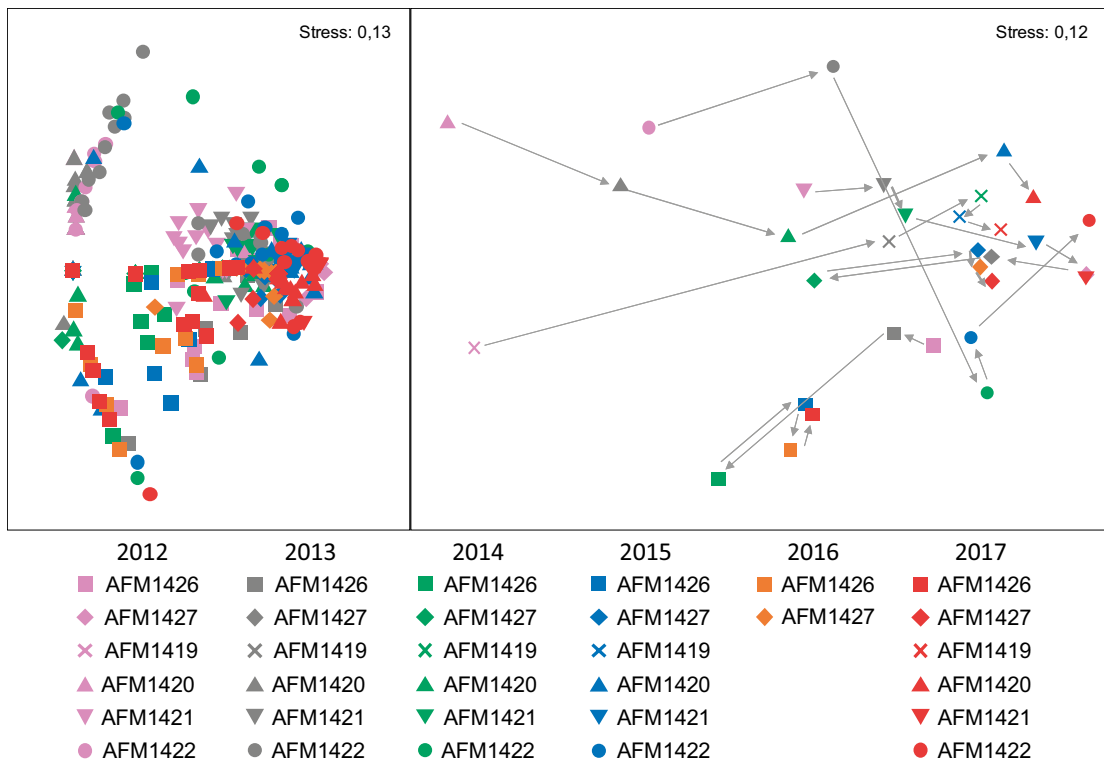 Stress: 0,13 Stress: 0,12
2012 2013 2014 2015 2016 2017
AFM1426 AFM1426 AFM1426 AFM1426 AFM1426 AFM1426
AFM1427 AFM1427 AFM1427 AFM1427 AFM1427 AFM1427
AFM1419 AFM1419 AFM1419 AFM1419 AFM1419
AFM1420 AFM1420 AFM1420 AFM1420 AFM1420
AFM1421 AFM1421 AFM1421 AFM1421 AFM1421
AFM1422 AFM1422 AFM1422 AFM1422 AFM1422